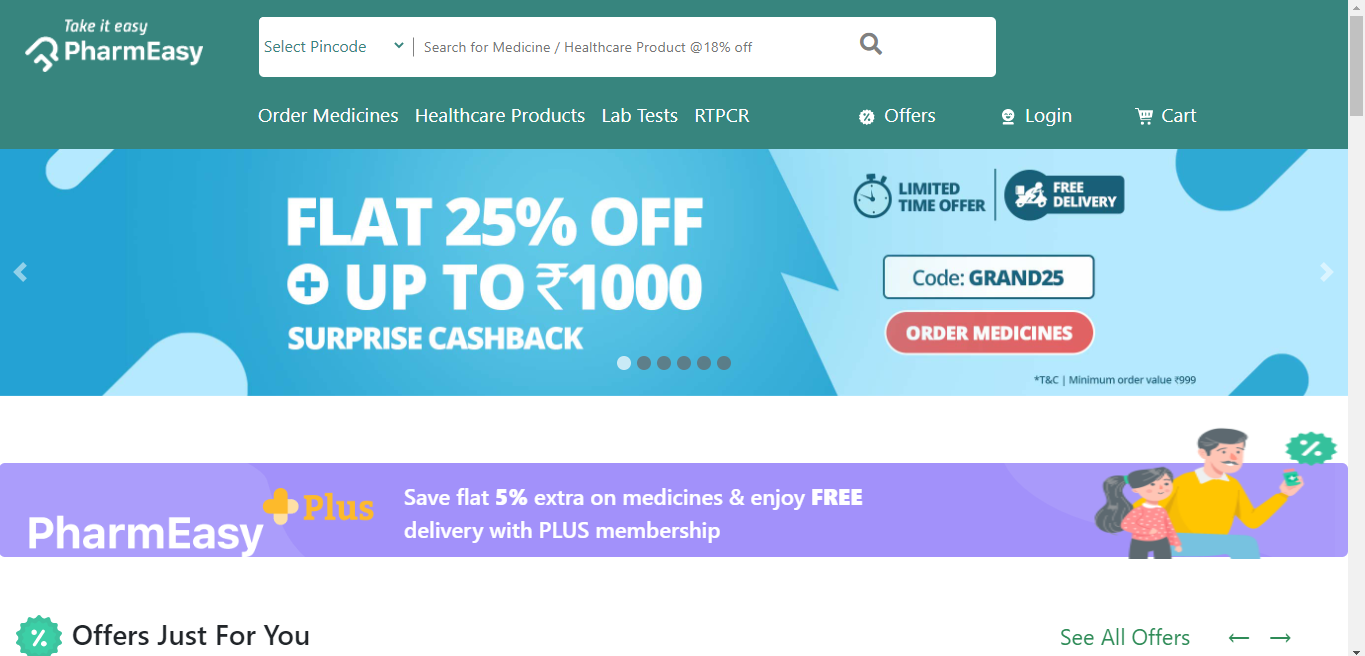 Take it easy
PharmEasy
Select Pincode
Search for Medicine / Healthcare Product @18% off
Order Medicines Healthcare Products Lab Tests RTPCR
Offers Login Cart
FLAT 25% OFF
+ UP TO ₹1000
SURPRISE CASHBACK
LIMITED
TIME OFFER
FREE
DELIVERY
Code: GRAND25
ORDER MEDICINES
*T&C | Minimum order value ₹999
PharmEasy
Plus
Save flat 5% extra on medicines & enjoy FREE
delivery with PLUS membership
Offers Just For You
See All Offers ← →